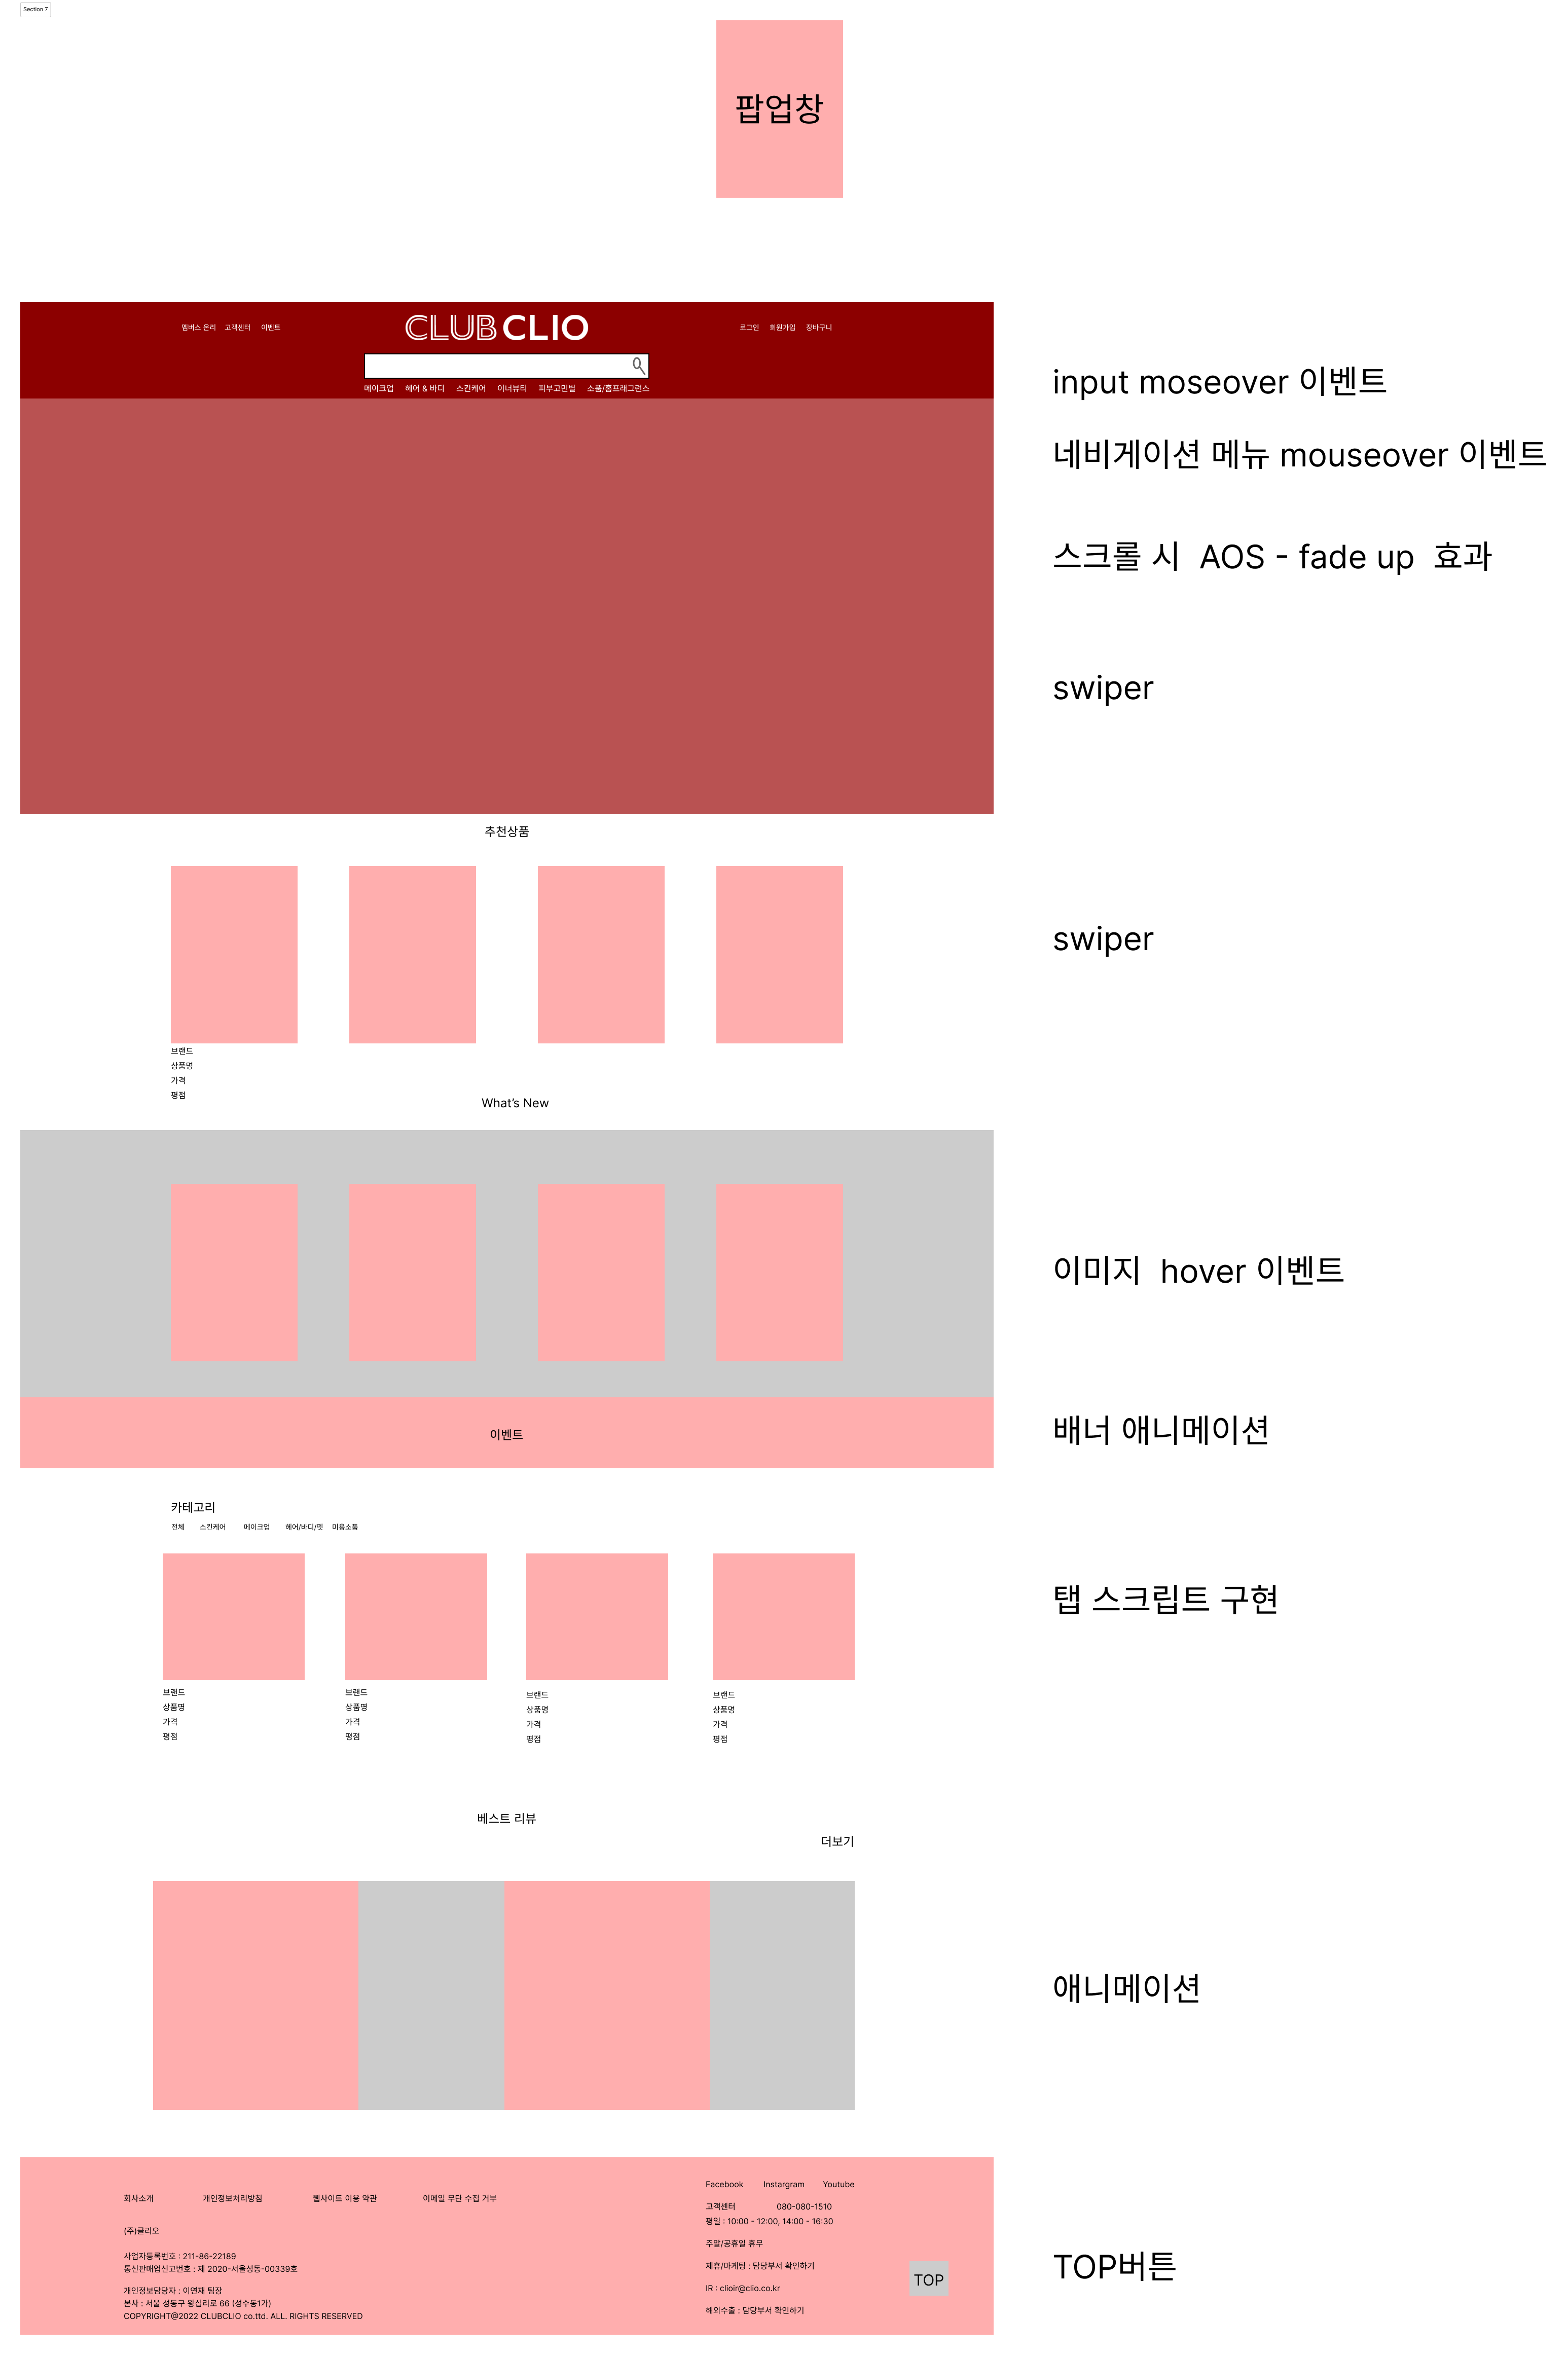 Section 7
팝업창
멤버스 온리 고객센터 이벤트
CLUB CLIO
로그인 회원가입 장바구니
메이크업 헤어 & 바디 스킨케어 이너뷰티 피부고민별 소품/홈프래그런스
input moseover 이벤트
네비게이션 메뉴 mouseover 이벤트
스크롤 시 AOS - fade up 효과
swiper
추천상품
swiper
브랜드
상품명
가격
평점
What's New
이미지 hover 이벤트
이벤트
배너 애니메이션
카테고리
전체 스킨케어 메이크업 헤어/바디/펫 미용소품
탭 스크립트 구현
브랜드
상품명
가격
평점
브랜드
상품명
가격
평점
브랜드
상품명
가격
평점
브랜드
상품명
가격
평점
베스트 리뷰
더보기
애니메이션
회사소개 개인정보처리방침 웹사이트 이용 약관 이메일 무단 수집 거부
(주)클리오
사업자등록번호 : 211-86-22189
통신판매업신고번호 : 제 2020-서울성동-00339호
개인정보담당자 : 이연재 팀장
본사 : 서울 성동구 왕십리로 66 (성수동1가)
COPYRIGHT@2022 CLUBCLIO co.ttd. ALL. RIGHTS RESERVED
Facebook Instargram Youtube
고객센터 080-080-1510
평일 : 10:00 - 12:00, 14:00 - 16:30
주말/공휴일 휴무
제휴/마케팅 : 담당부서 확인하기
IR : clioir@clio.co.kr
해외수출 : 담당부서 확인하기
TOP
TOP버튼